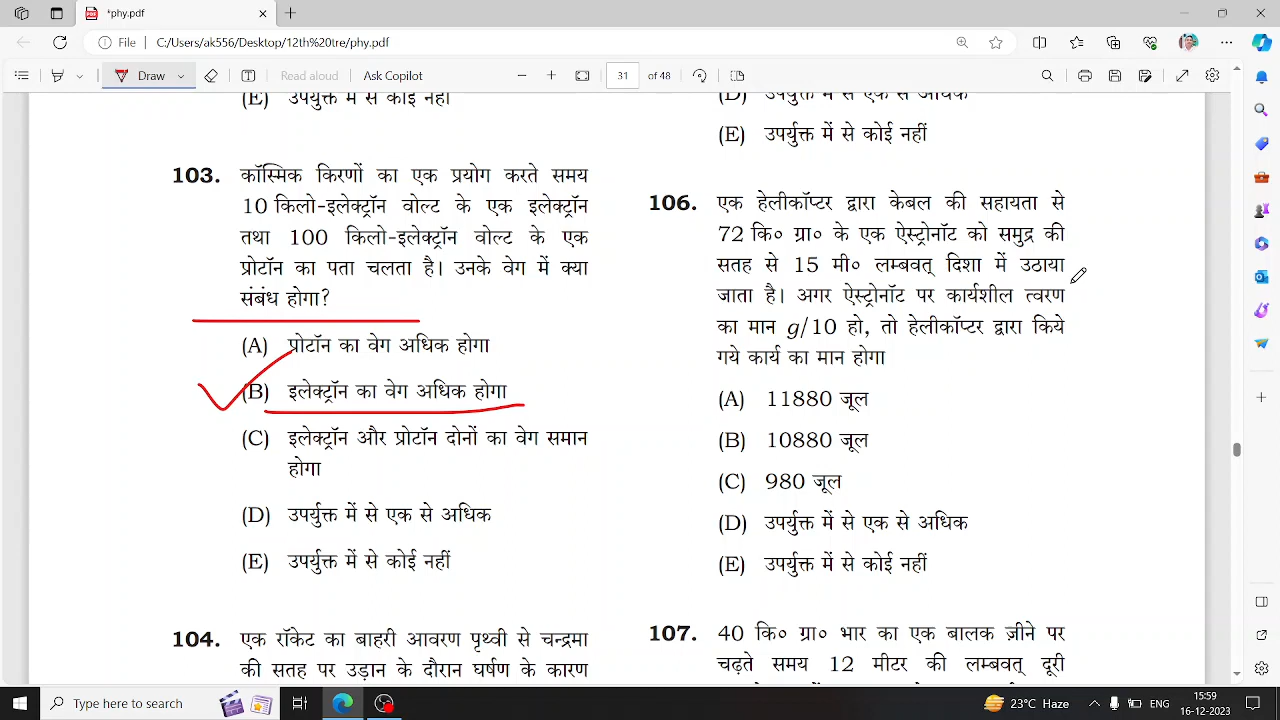 *phy.pdf
File
C:/Users/ak556/Desktop/12th%20tre/phy.pdf
Draw
Read aloud
Ask Copilot
31
of 48
(E) उपर्युक्त में से कोई नहीं
103. कॉस्मिक किरणों का एक प्रयोग करते समय
10 किलो-इलेक्ट्रॉन वोल्ट के एक इलेक्ट्रॉन
तथा 100 किलो-इलेक्ट्रॉन वोल्ट के एक
प्रोटॉन का पता चलता है। उनके वेग में क्या
संबंध होगा?
(A) प्रोटॉन का वेग अधिक होगा
(B) इलेक्ट्रॉन का वेग अधिक होगा
(C) इलेक्ट्रॉन और प्रोटॉन दोनों का वेग समान
होगा
(D) उपर्युक्त में से एक से अधिक
(E) उपर्युक्त में से कोई नहीं
104. एक रॉकेट का बाहरी आवरण पृथ्वी से चन्द्रमा
की सतह पर उड़ान के दौरान घर्षण के कारण
(D) उपर्युक्त में से एक से अधिक
(E) उपर्युक्त में से कोई नहीं
106. एक हेलीकॉप्टर द्वारा केबल की सहायता से
72 कि० ग्रा० के एक ऐस्ट्रोनॉट को समुद्र की
सतह से 15 मी० लम्बवत् दिशा में उठाया
जाता है। अगर ऐस्ट्रोनॉट पर कार्यशील त्वरण
का मान g/10 हो, तो हेलीकॉप्टर द्वारा किये
गये कार्य का मान होगा
(A) 11880 जूल
(B) 10880 जूल
(C) 980 जूल
(D) उपर्युक्त में से एक से अधिक
(E) उपर्युक्त में से कोई नहीं
107. 40 कि० ग्रा० भार का एक बालक ज़ीने पर
चढ़ते समय 12 मीटर की लम्बवत् दूरी
Type here to search
23°C Haze
ENG
15:59
16-12-2023